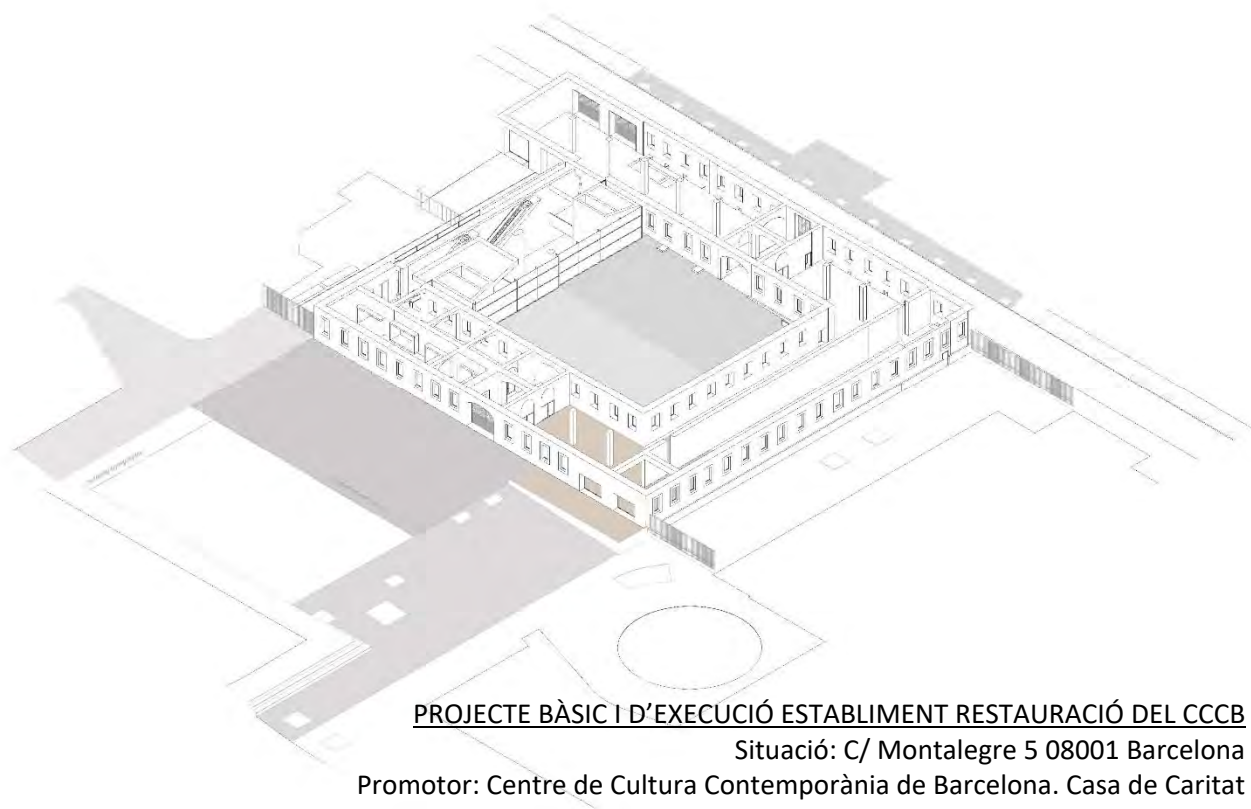 PROJECTE BÀSIC I D’EXECUCIÓ ESTABLIMENT RESTAURACIÓ DEL CCCB
Situació: C/ Montalegre 5 08001 Barcelona
Promotor: Centre de Cultura Contemporània de Barcelona. Casa de Caritat